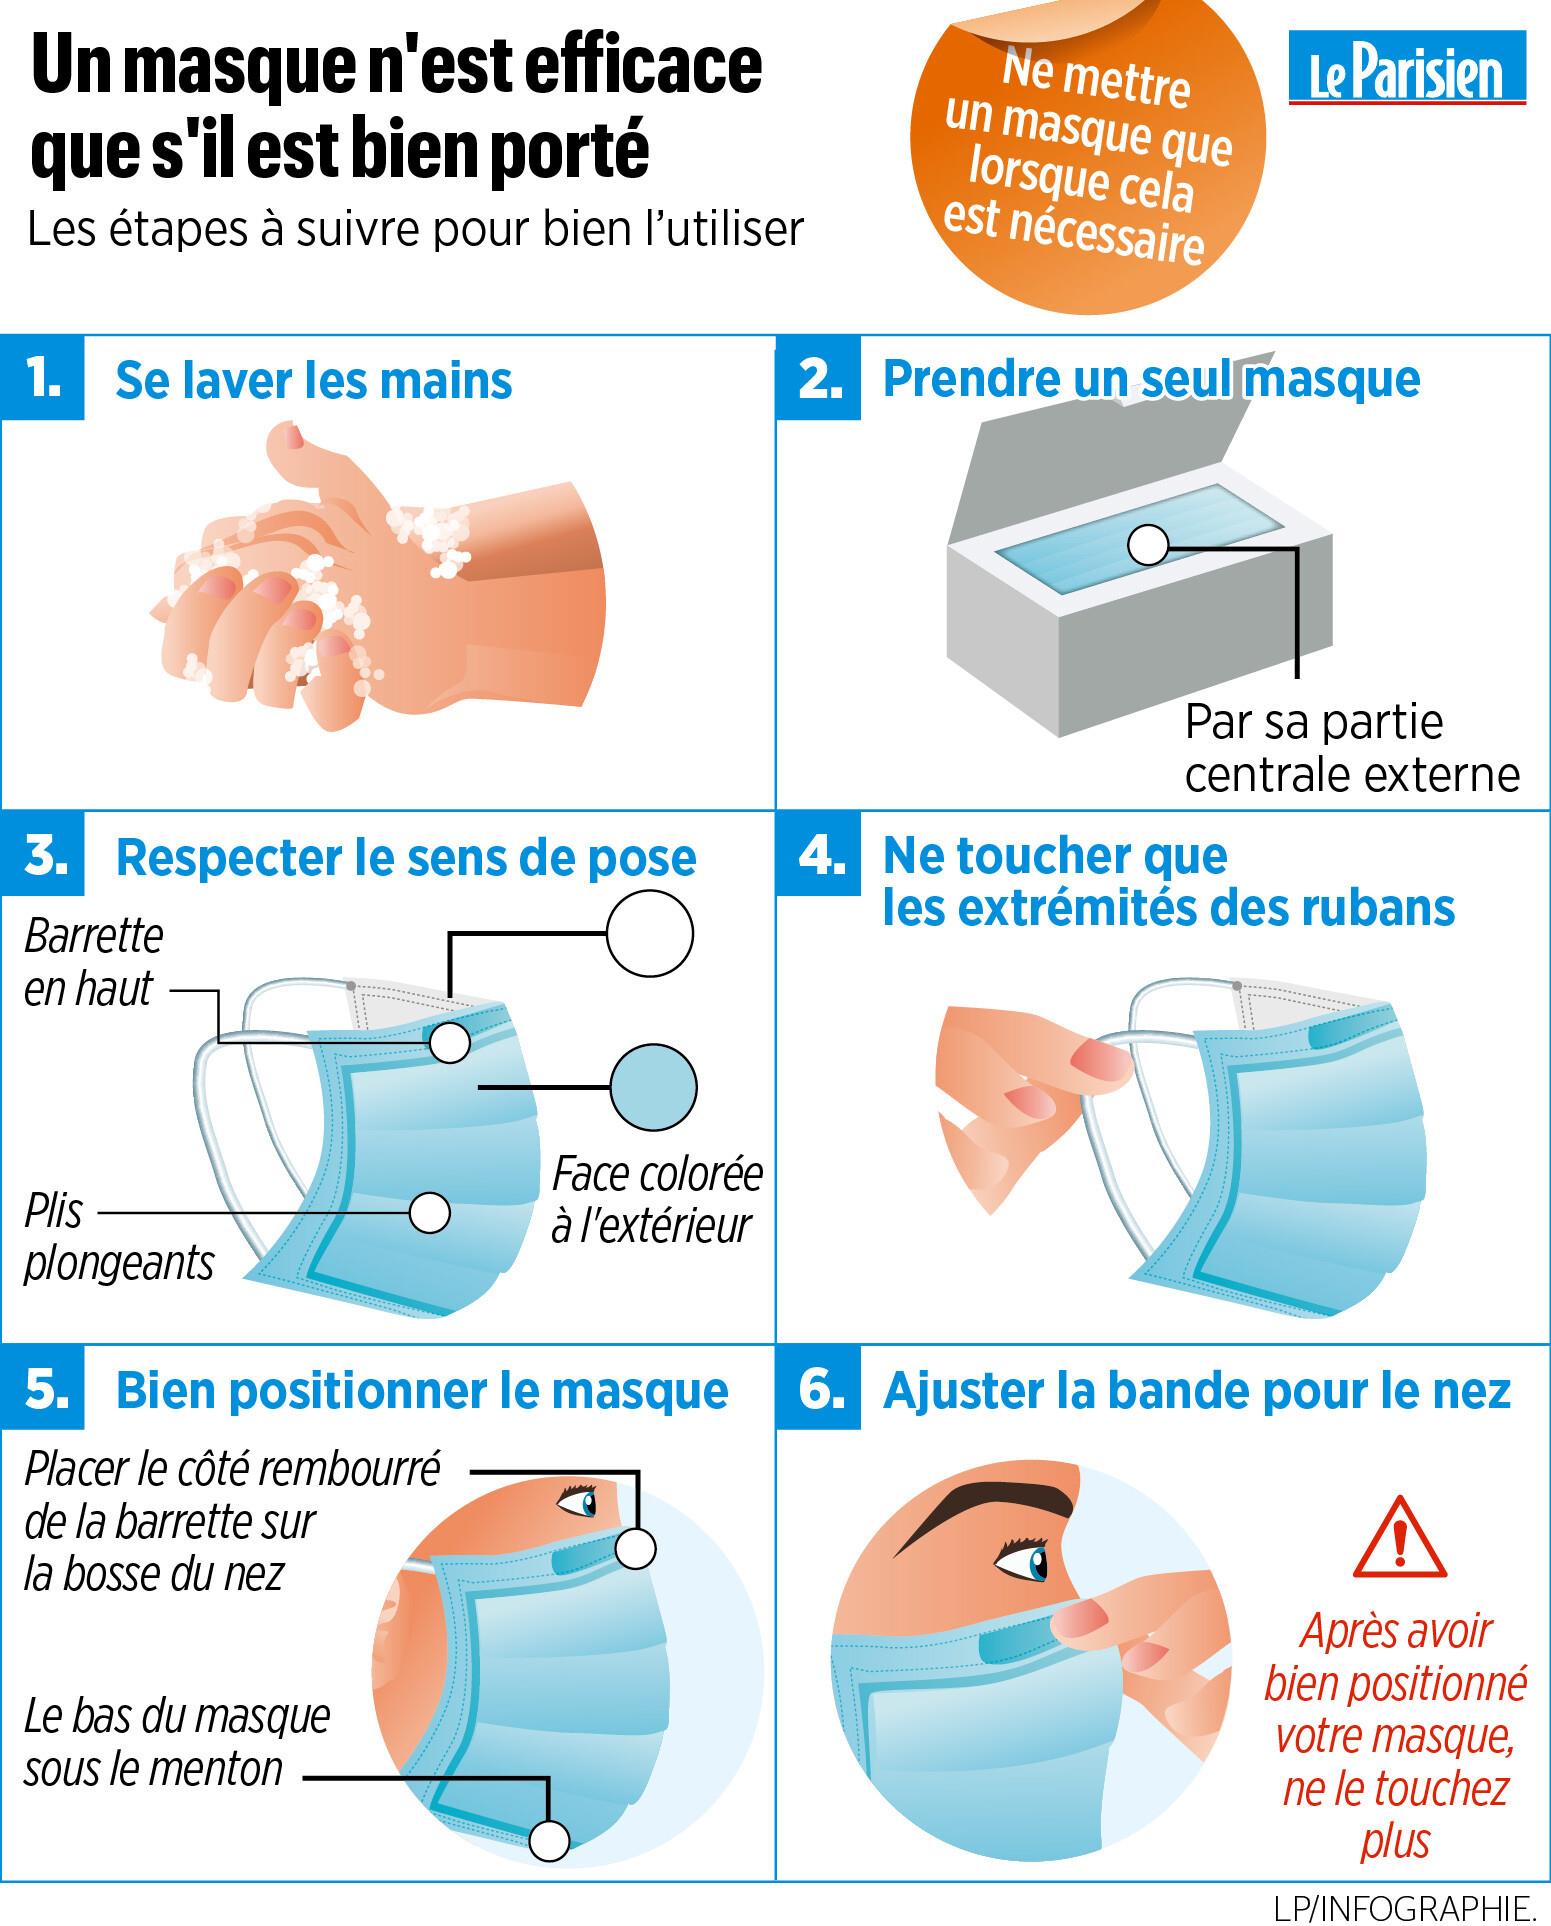 Un masque n'est efficace
que s'il est bien porté
Les étapes à suivre pour bien l’utiliser
Ne mettre
un masque que
lorsque cela
est nécessaire
Le Parisien
1. Se laver les mains
2. Prendre un seul masque
Par sa partie
centrale externe
3. Respecter le sens de pose
Barrette
en haut
Plis
plongeants
Face colorée
à l'extérieur
4. Ne toucher que
les extrémités des rubans
5. Bien positionner le masque
Placer le côté rembourré
de la barrette sur
la bosse du nez
Le bas du masque
sous le menton
6. Ajuster la bande pour le nez
Après avoir
bien positionné
votre masque,
ne le touchez
plus
LP/INFOGRAPHIE.